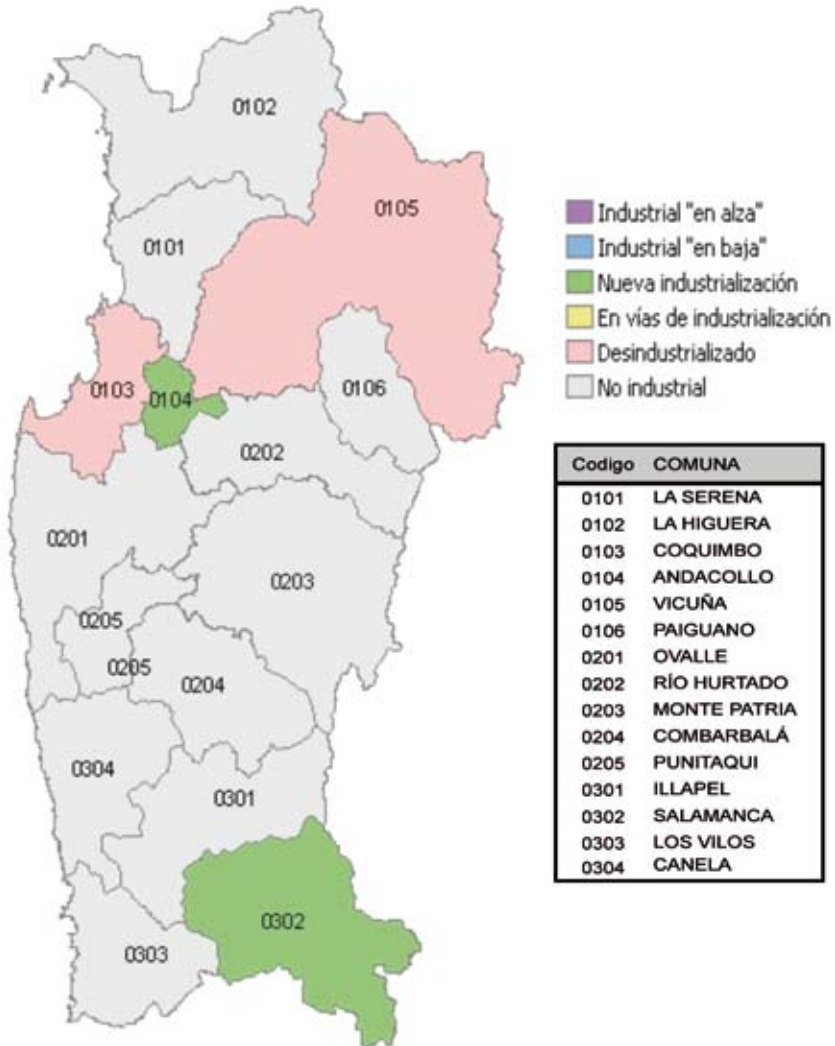 0102
0105
0101
0103
0104
0106
0202
0201
0203
0205
0205
0204
0304
0301
0302
0303
Industrial "en alza"
Industrial "en baja"
Nueva industrialización
En vías de industrialización
Desindustrializado
No industrial
Codigo COMUNA
0101 LA SERENA
0102 LA HIGUERA
0103 COQUIMBO
0104 ANDACOLLO
0105 VICUÑA
0106 PAIGUANO
0201 OVALLE
0202 RÍO HURTADO
0203 MONTE PATRIA
0204 COMBARBALÁ
0205 PUNITAQUI
0301 ILLAPEL
0302 SALAMANCA
0303 LOS VILOS
0304 CANELA